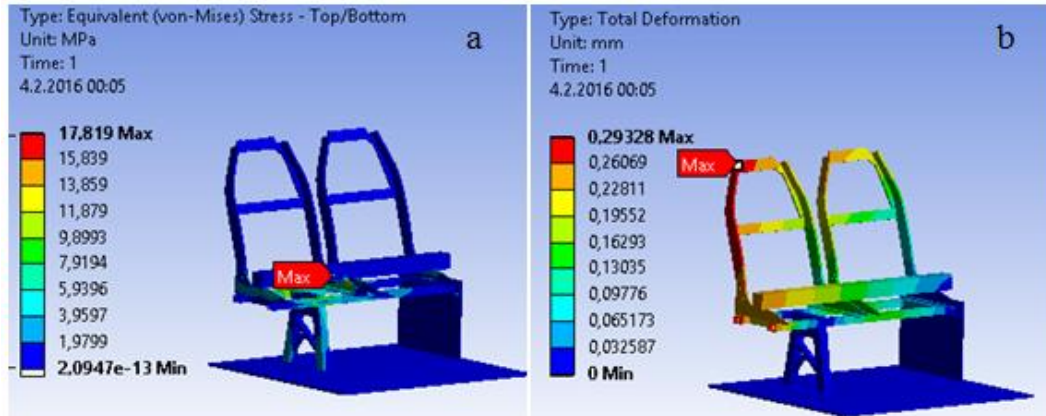 Type: Equivalent (von-Mises) Stress - Top/Bottom
Unit: MPa
Time: 1
4.2.2016 00:05
a
17,819 Max
15,839
13,859
11,879
9,8993
7,9194
5,9396
3,9597
1,9799
2,0947e-13 Min
Max
Type: Total Deformation
Unit: mm
Time: 1
4.2.2016 00:05
b
0,29328 Max
0,26069
0,22811
0,19552
0,16293
0,13035
0,09776
0,065173
0,032587
0 Min
Max